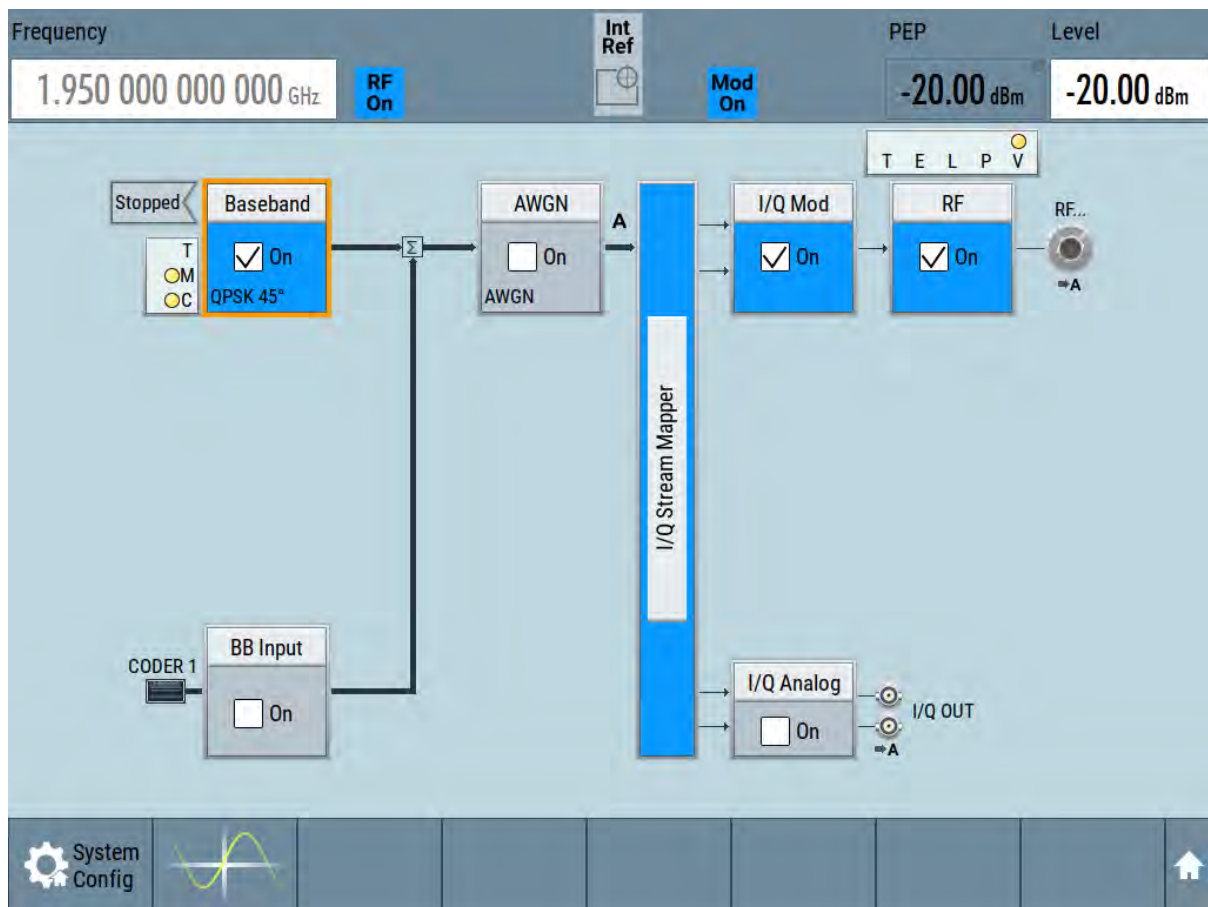 Frequency
Int
Ref
PEP
Level
1.950 000 000 000 GHz
RF
On
Mod
On
-20.00 dBm
-20.00 dBm
T E L P V
Stopped
Baseband
On
QPSK 45°
T
M
C
Σ
AWGN
On
AWGN
A
I/Q Stream Mapper
I/Q Mod
On
RF
On
RF...
A
CODER 1
BB Input
On
I/Q Analog
On
I/Q OUT
A
System
Config